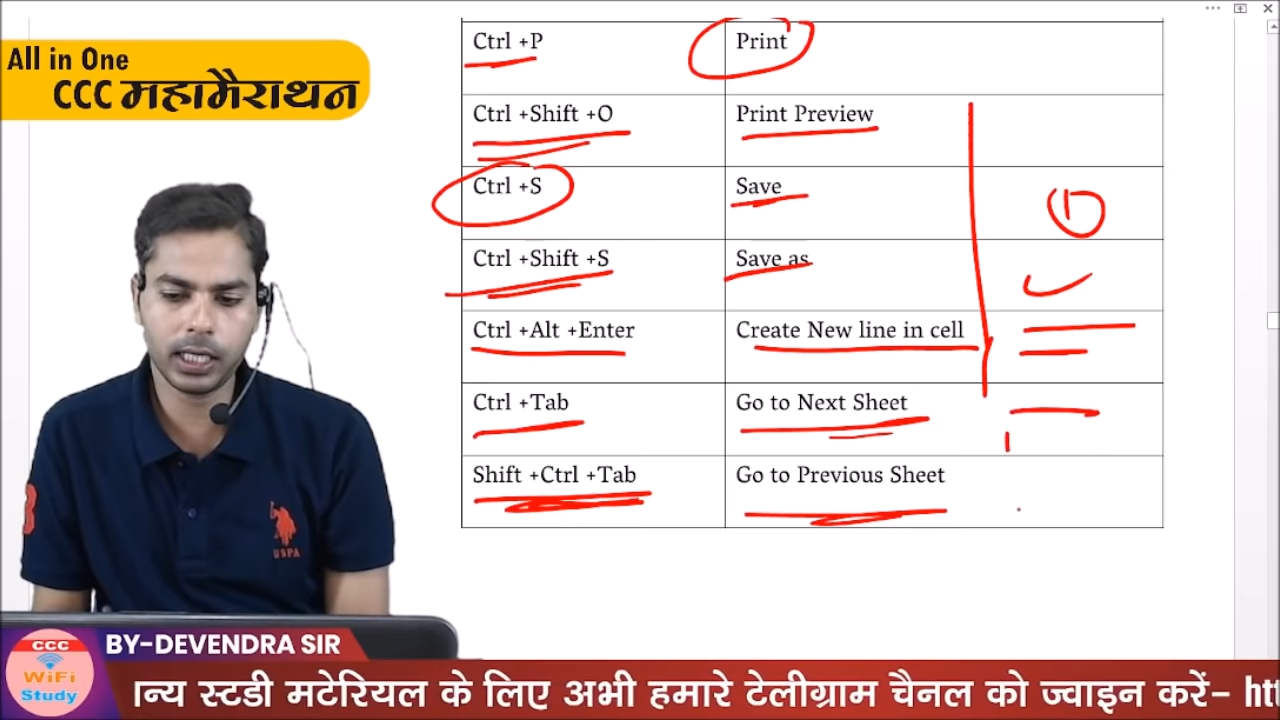 All in One
CCC महामैराथन
Ctrl +P Print
Ctrl +Shift +O Print Preview
Ctrl +S Save
Ctrl +Shift +S Save as
Ctrl +Alt +Enter Create New line in cell
Ctrl +Tab Go to Next Sheet
Shift +Ctrl +Tab Go to Previous Sheet
USPA
CCC
WiFi
Study
BY-DEVENDRA SIR
न्य स्टडी मटेरियल के लिए अभी हमारे टेलीग्राम चैनल को ज्वाइन करें– htt